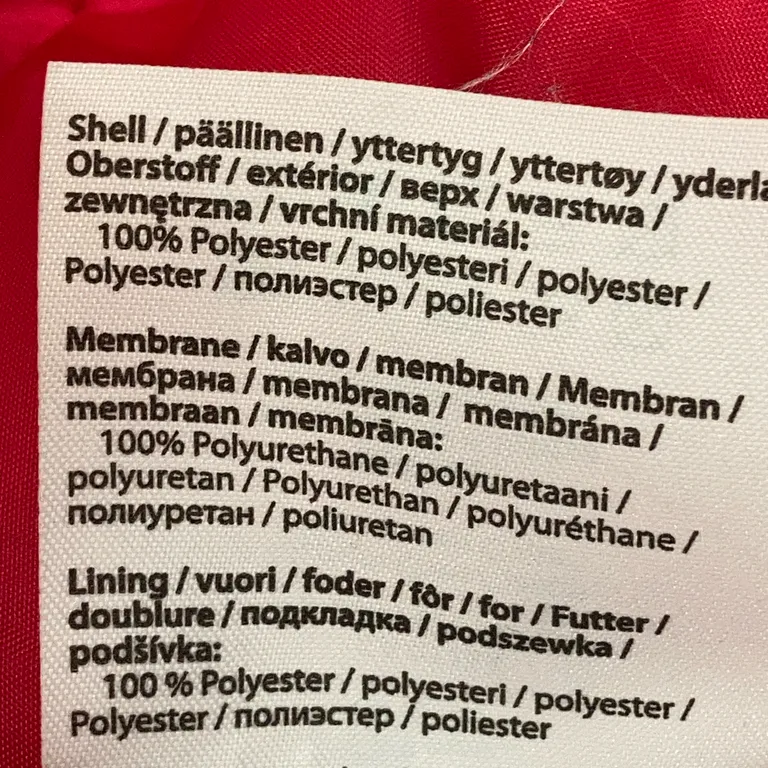 Shell / päällinen / yttertyg / yttertøy / yderla
Oberstoff / extérior / верх / warstwa /
zewnętrzna / vrchní materiál:
100% Polyester / polyesteri / polyester /
Polyester / полиэстер / poliester
Membrane / kalvo / membran / Membran /
мембрана / membrana / membrána /
membraan / membrāna:
100% Polyurethane / polyuretaani /
polyuretan / Polyurethan / polyuréthane /
полиуретан / poliuretan
Lining / vuori / foder / fôr / for / Futter /
doublure / подкладка / podszewka /
podšívka:
100 % Polyester / polyesteri / polyester /
Polyester / полиэстер / poliester